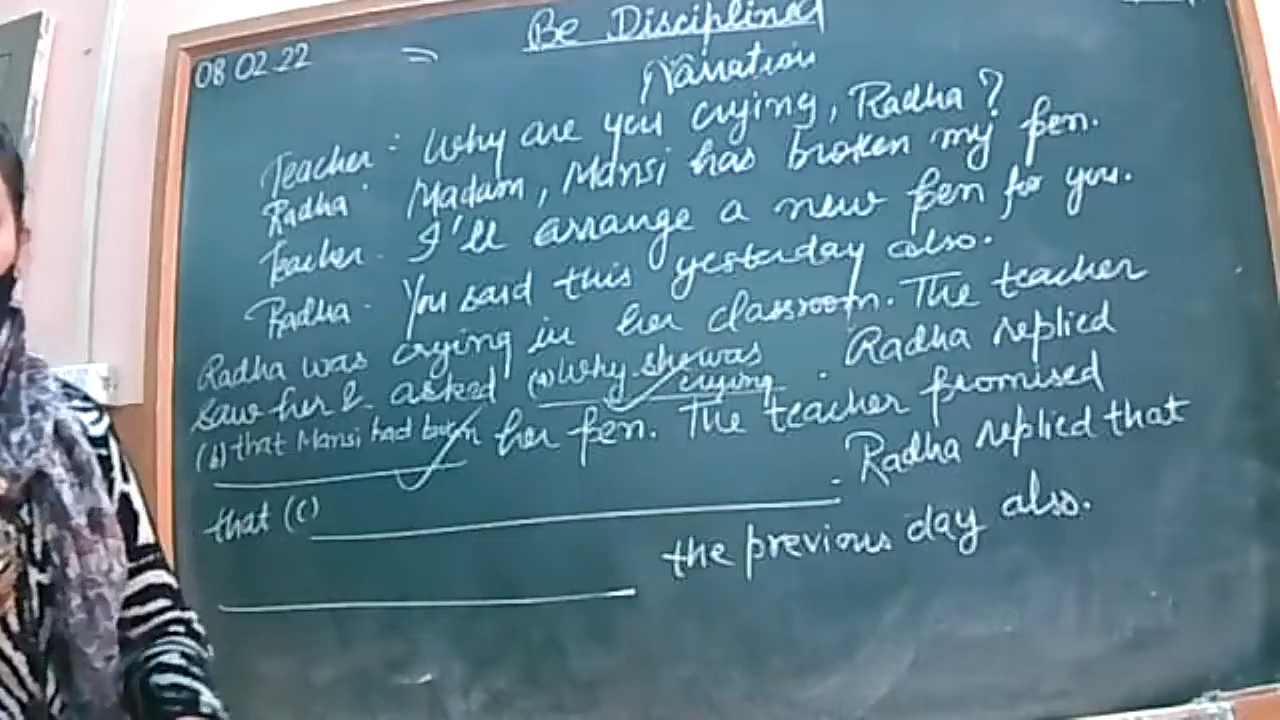 Be Disciplined
08 02.22
Narration
Teacher: Why are you crying, Radha?
Radha: Madam, Mansi has broken my pen.
Teacher - I'll arrange a new pen for you.
Radha - You said this yesterday also.
Radha was crying in her classroom. The teacher
saw her & asked (a) Why she was crying. Radha replied
(b) that Mansi had her pen. The teacher promised
that (c) . Radha replied that
the previous day also.